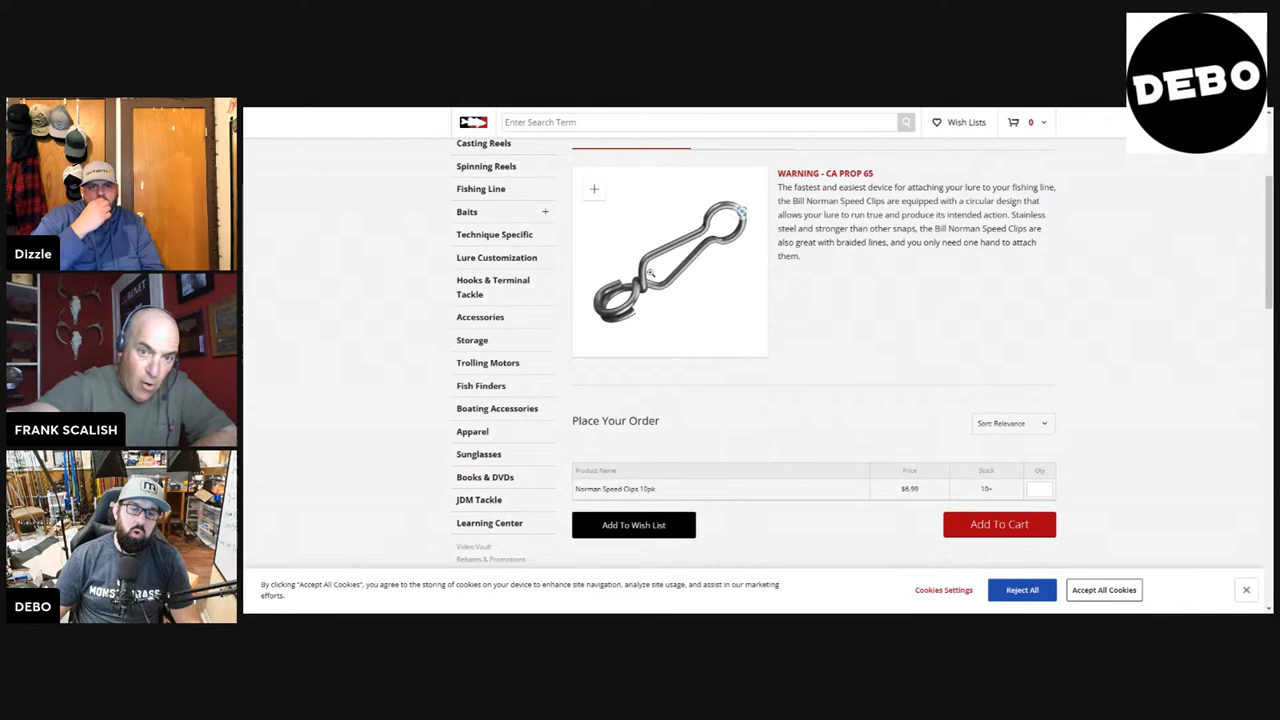 DEBO
Dizzle
FRANK SCALISH
DEBO
Enter Search Term
Wish Lists
0
Casting Reels
Spinning Reels
Fishing Line
Baits
+
Technique Specific
Lure Customization
Hooks & Terminal
Tackle
Accessories
Storage
Trolling Motors
Fish Finders
Boating Accessories
Apparel
Sunglasses
Books & DVDs
JDM Tackle
Learning Center
Video Vault
Rebates & Promotions
WARNING - CA PROP 65
The fastest and easiest device for attaching your lure to your fishing line,
the Bill Norman Speed Clips are equipped with a circular design that
allows your lure to run true and produce its intended action. Stainless
steel and stronger than other snaps, the Bill Norman Speed Clips are
also great with braided lines, and you only need one hand to attach
them.
Place Your Order
Sort: Relevance
Product Name Price Stock Qty
Norman Speed Clips 10pk $6.99 10+
Add To Wish List
Add To Cart
By clicking "Accept All Cookies", you agree to the storing of cookies on your device to enhance site navigation, analyze site usage, and assist in our marketing
efforts.
Cookies Settings
Reject All
Accept All Cookies